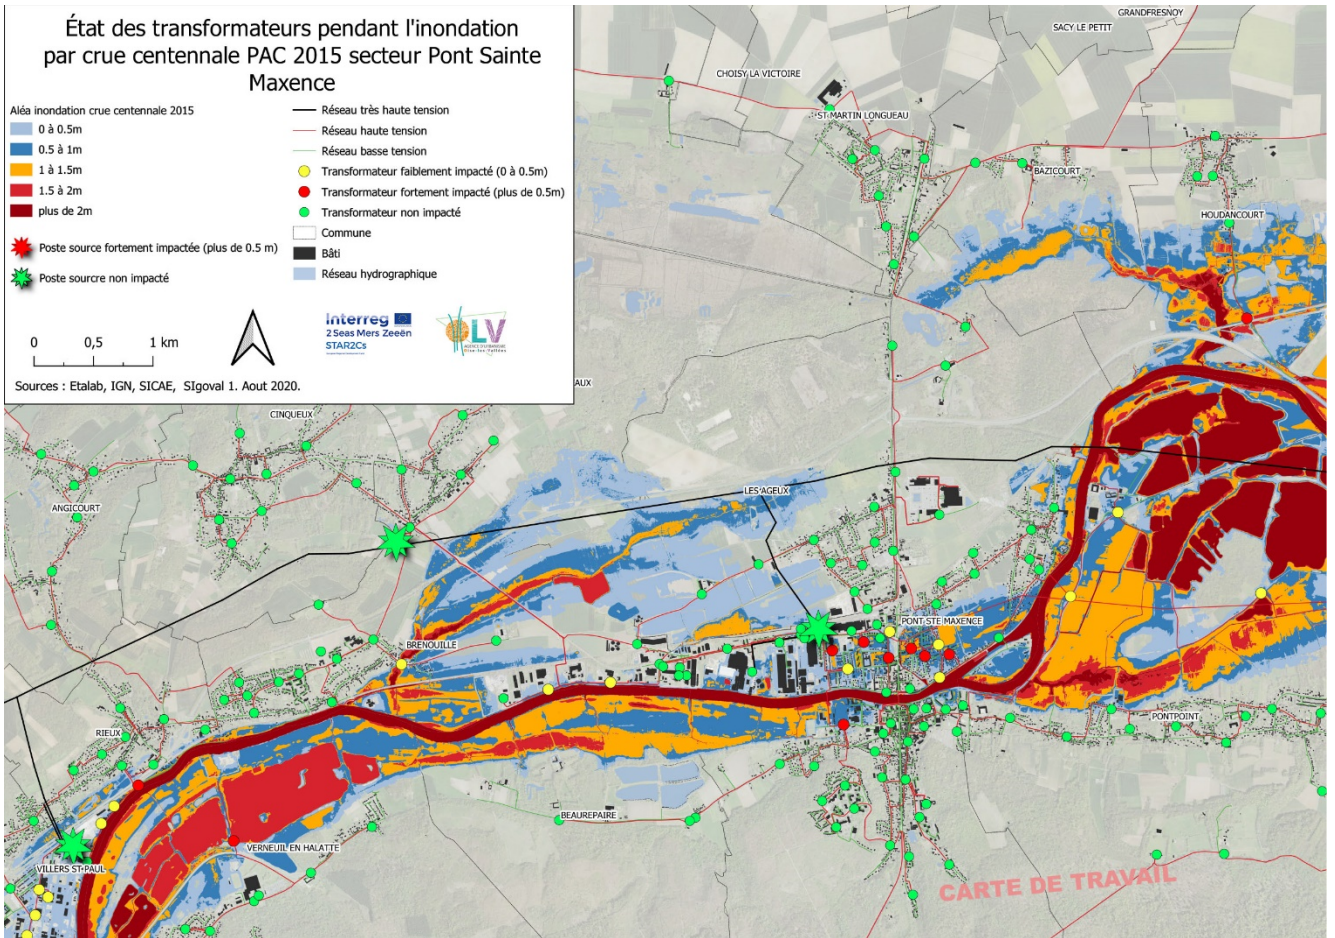 État des transformateurs pendant l'inondation
par crue centennale PAC 2015 secteur Pont Sainte
Maxence
Aléa inondation crue centennale 2015
0 à 0.5m
0.5 à 1m
1 à 1.5m
1.5 à 2m
plus de 2m
Poste source fortement impactée (plus de 0.5 m)
Poste sourcre non impacté
Réseau très haute tension
Réseau haute tension
Réseau basse tension
Transformateur faiblement impacté (0 à 0.5m)
Transformateur fortement impacté (plus de 0.5m)
Transformateur non impacté
Commune
Bâti
Réseau hydrographique
0 0,5 1 km
Interreg
2 Seas Mers Zeeën
STAR2Cs
OLV
Sources : Etalab, IGN, SICAE, SIgoval 1. Aout 2020.
GRANDFRESNOY
SACY LE PETIT
CHOISY LA VICTOIRE
ST MARTIN LONGUEAU
BAZICOURT
HOUDANCOURT
AUX
CINQUEUX
ANGICOURT
LES AGEUX
PONT STE MAXENCE
BRENOUILLE
RIEUX
PONTPOINT
BEAUREPAIRE
VERNEUIL EN HALATTE
VILLERS ST PAUL
CARTE DE TRAVAIL